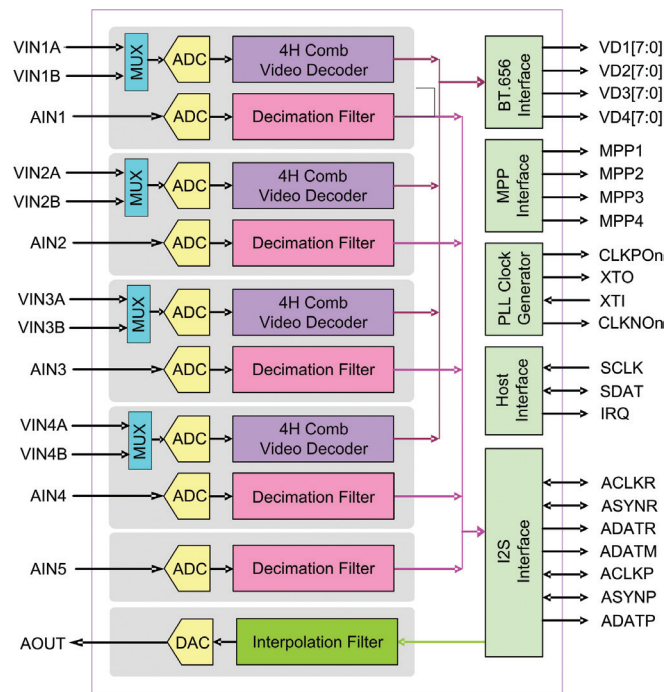 VIN1A
VIN1B
MUX
ADC
4H Comb
Video Decoder
AIN1
ADC
Decimation Filter
VIN2A
VIN2B
MUX
ADC
4H Comb
Video Decoder
AIN2
ADC
Decimation Filter
VIN3A
VIN3B
MUX
ADC
4H Comb
Video Decoder
AIN3
ADC
Decimation Filter
VIN4A
VIN4B
MUX
ADC
4H Comb
Video Decoder
AIN4
ADC
Decimation Filter
AIN5
ADC
Decimation Filter
AOUT
DAC
Interpolation Filter
BT.656
Interface
VD1[7:0]
VD2[7:0]
VD3[7:0]
VD4[7:0]
MPP
Interface
MPP1
MPP2
MPP3
MPP4
PLL Clock
Generator
CLKPOn
XTO
XTI
CLKNOn
Host
Interface
SCLK
SDAT
IRQ
I2S
Interface
ACLKR
ASYNR
ADATR
ADATM
ACLKP
ASYNP
ADATP